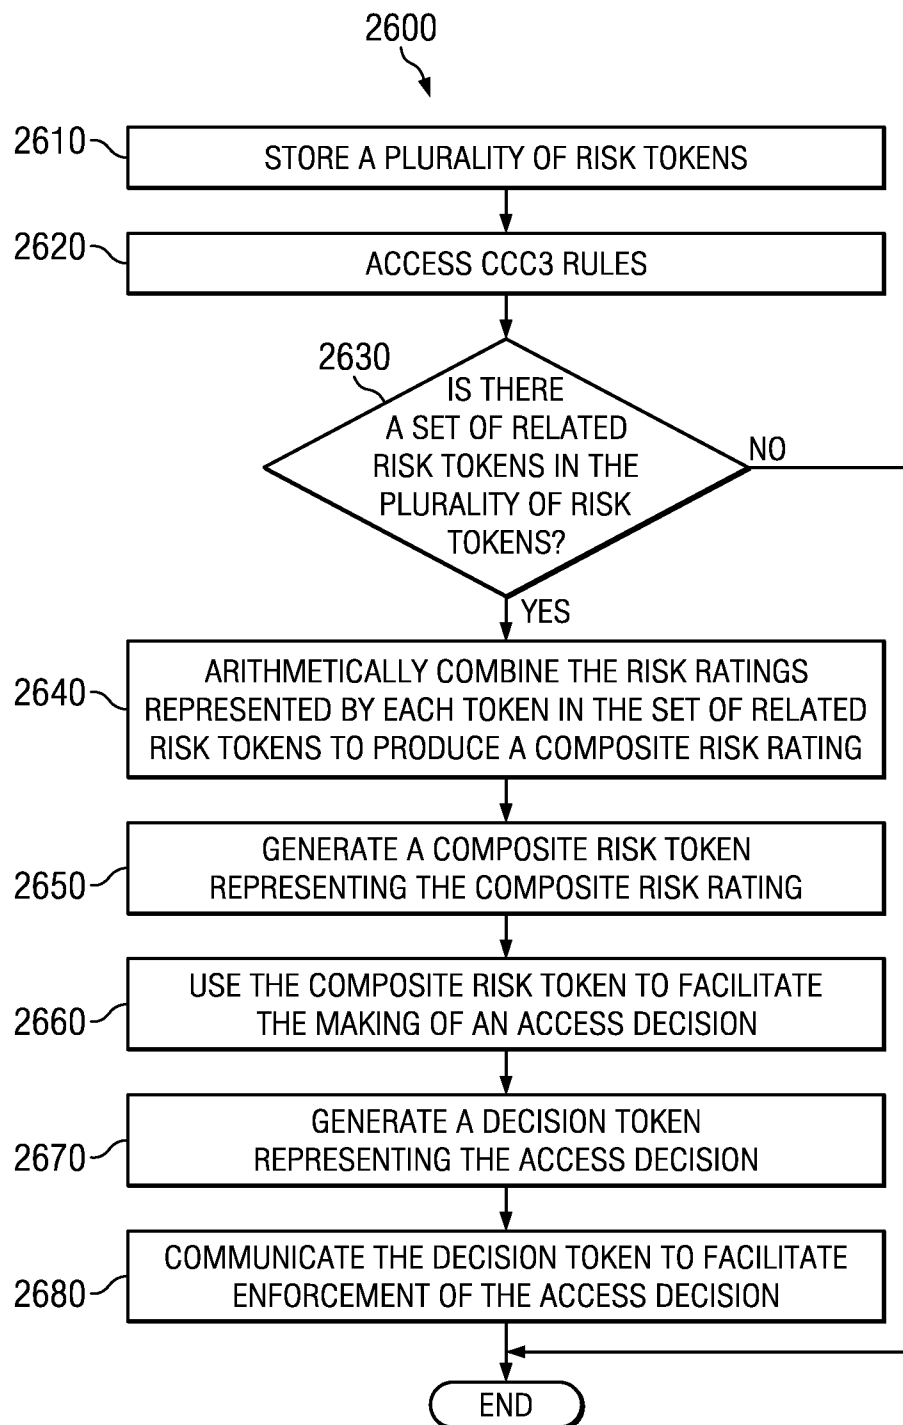 2600
2610
STORE A PLURALITY OF RISK TOKENS
2620
ACCESS CCC3 RULES
2630
IS THERE
A SET OF RELATED
RISK TOKENS IN THE
PLURALITY OF RISK
TOKENS?
NO
YES
2640
ARITHMETICALLY COMBINE THE RISK RATINGS
REPRESENTED BY EACH TOKEN IN THE SET OF RELATED
RISK TOKENS TO PRODUCE A COMPOSITE RISK RATING
2650
GENERATE A COMPOSITE RISK TOKEN
REPRESENTING THE COMPOSITE RISK RATING
2660
USE THE COMPOSITE RISK TOKEN TO FACILITATE
THE MAKING OF AN ACCESS DECISION
2670
GENERATE A DECISION TOKEN
REPRESENTING THE ACCESS DECISION
2680
COMMUNICATE THE DECISION TOKEN TO FACILITATE
ENFORCEMENT OF THE ACCESS DECISION
END